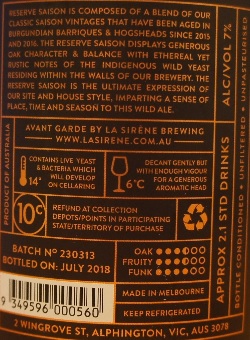 RESERVE SAISON IS COMPOSED OF A BLEND OF OUR
CLASSIC SAISON VINTAGES THAT HAVE BEEN AGED IN
BURGUNDIAN BARRIQUES & HOGSHEADS SINCE 2015
AND 2016. THE RESERVE SAISON DISPLAYS GENEROUS
OAK CHARACTER & BALANCE WITH ETHEREAL YET
RUSTIC NOTES OF THE INDIGENOUS WILD YEAST
RESIDING WITHIN THE WALLS OF OUR BREWERY. THE
RESERVE SAISON IS THE ULTIMATE EXPRESSION OF
OUR SITE AND HOUSE STYLE, IMPARTING A SENSE OF
PLACE, TIME AND SEASON TO THIS WILD ALE.
AVANT GARDE BY LA SIRÈNE BREWING
WWW.LASIRENE.COM.AU
PRODUCT OF AUSTRALIA
14°
CONTAINS LIVE YEAST
& BACTERIA WHICH
WILL DEVELOP
ON CELLARING
6°C
DECANT GENTLY BUT
WITH ENOUGH VIGOUR
FOR A GENEROUS
AROMATIC HEAD
10c
REFUND AT COLLECTION
DEPOTS/POINTS IN PARTICIPATING
STATE/TERRITORY OF PURCHASE
BATCH Nº 230313
BOTTLED ON: JULY 2018
OAK
FRUITY
FUNK
9 349596 000560
MADE IN MELBOURNE
KEEP REFRIGERATED
2 WINGROVE ST, ALPHINGTON, VIC, AUS 3078
ALC/VOL 7%
APPROX 2.1 STD DRINKS
BOTTLE CONDITIONED · UNFILTERED · UNPASTEURISED